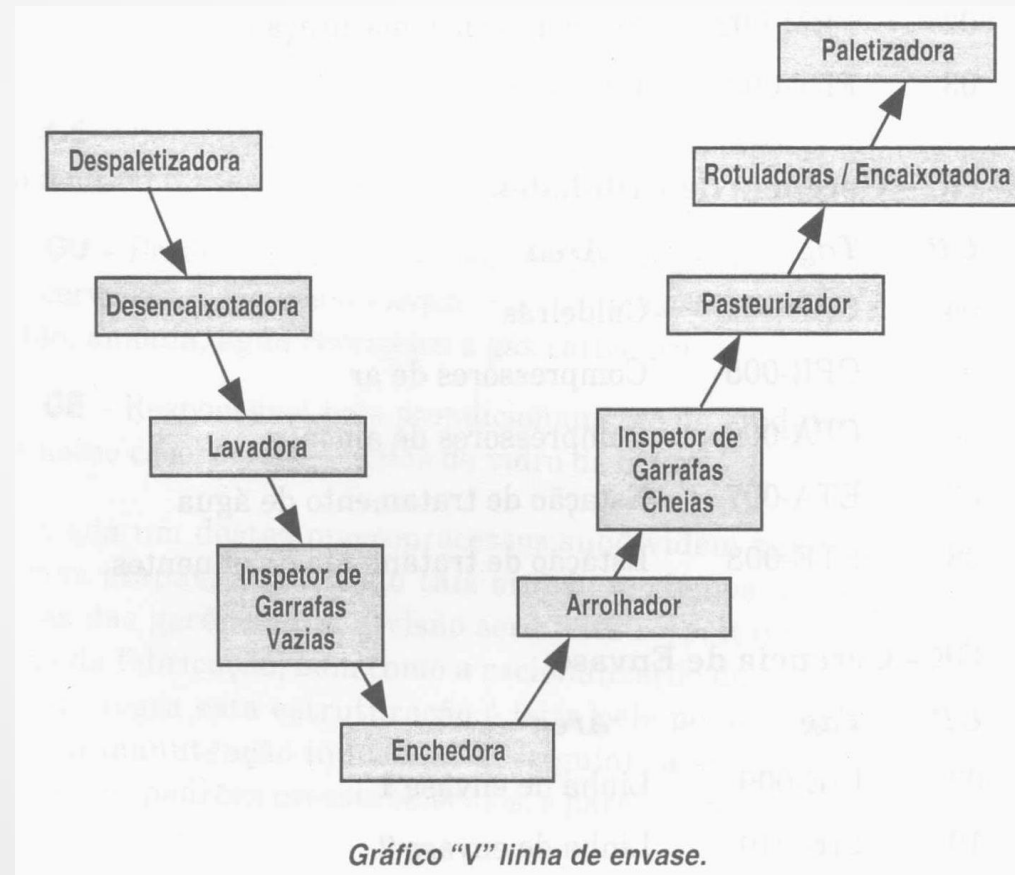 Paletizadora
Despaletizadora
Rotuladoras / Encaixotadora
Desencaixotadora
Pasteurizador
Lavadora
Inspetor de
Garrafas
Cheias
Inspetor de
Garrafas
Vazias
Arrolhador
Enchedora
Gráfico “V” linha de envase.